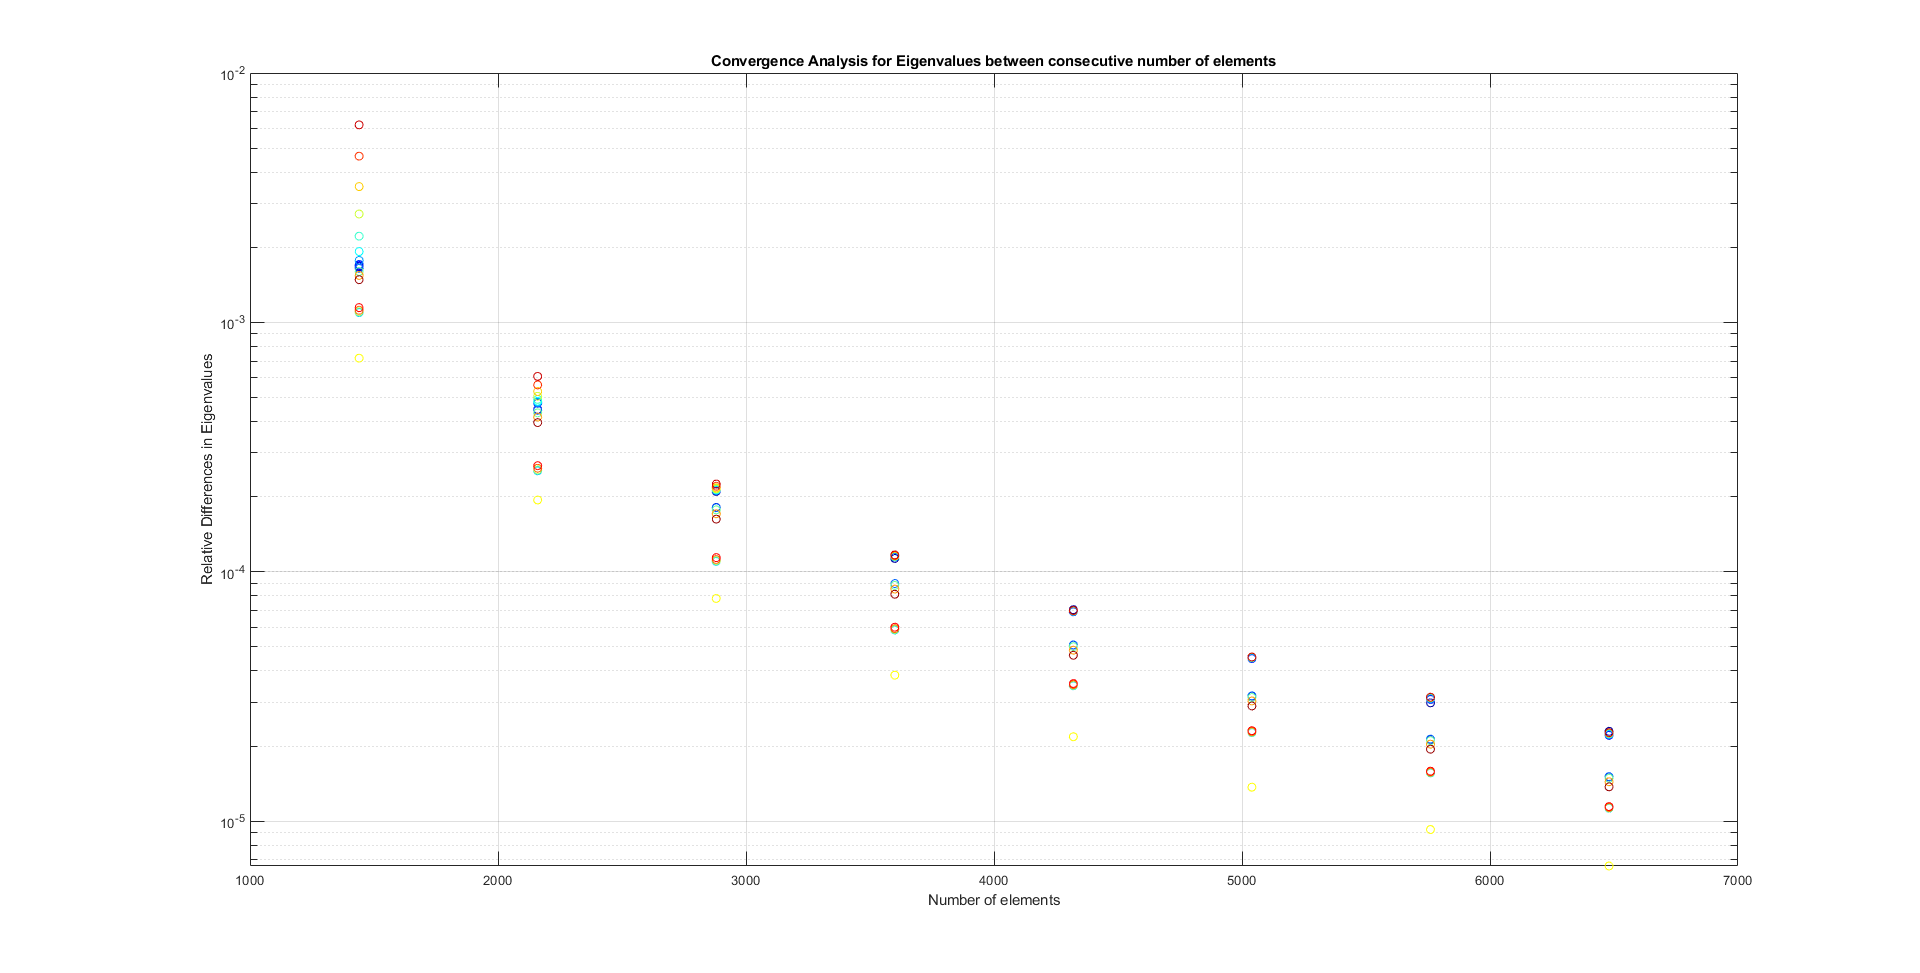 Convergence Analysis for Eigenvalues between consecutive number of elements
10^-2
10^-3
10^-4
10^-5
Relative Differences in Eigenvalues
1000 2000 3000 4000 5000 6000 7000
Number of elements